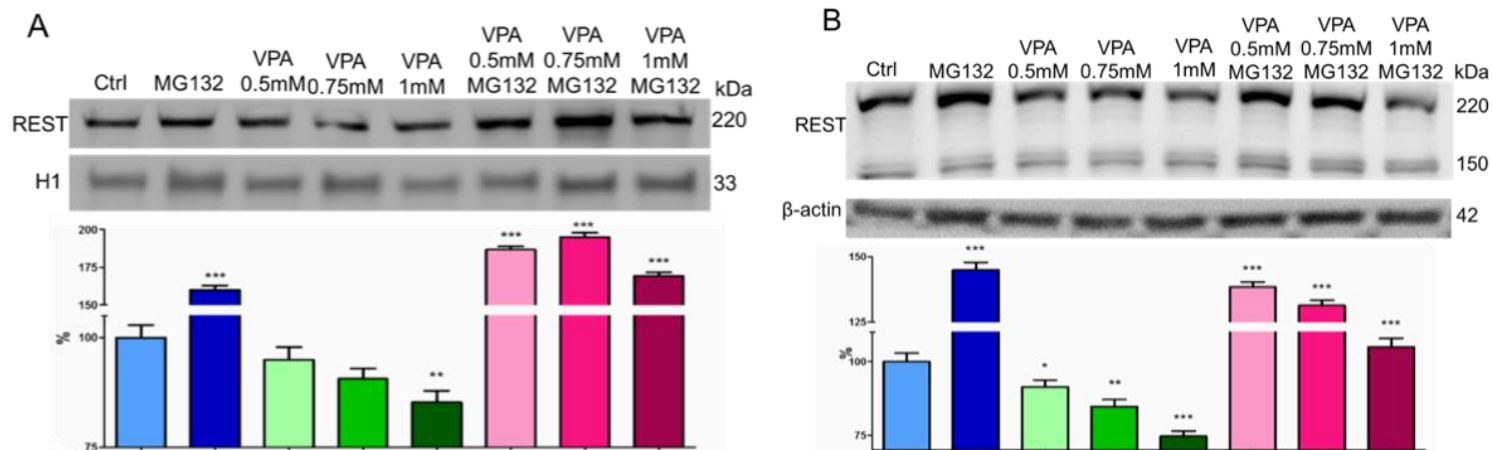 A
Ctrl MG132 VPA 0.5mM VPA 0.75mM VPA 1mM VPA 0.5mM MG132 VPA 0.75mM MG132 VPA 1mM MG132 kDa
REST 220
H1 33
200
***
175
150
%
100
75
*** *** *** ** 
B
Ctrl MG132 VPA 0.5mM VPA 0.75mM VPA 1mM VPA 0.5mM MG132 VPA 0.75mM MG132 VPA 1mM MG132 kDa
REST 220
150
β-actin 42
150
125
%
100
75
*** * ** *** *** *** ***